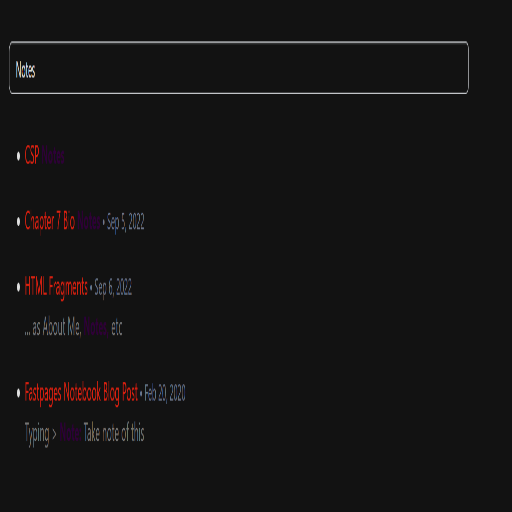 Notes
CSP Notes
Chapter 7 Bio Notes • Sep 5, 2022
HTML Fragments • Sep 6, 2022
... as About Me, Notes etc
Fastpages Notebook Blog Post • Feb 20, 2020
Typing > Note: Take note of this